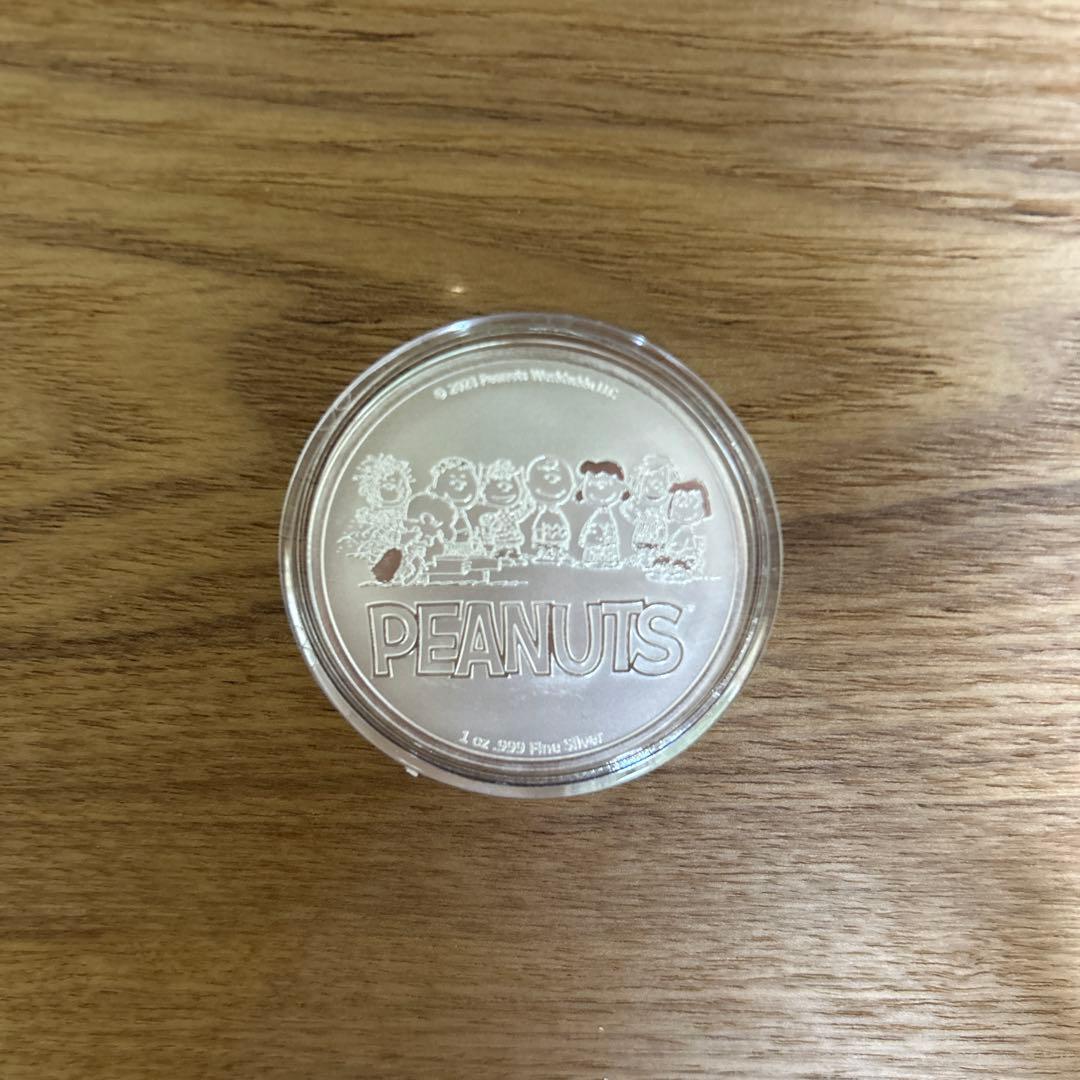 © 2023 Peanuts Worldwide LLC
PEANUTS
1 oz .999 Fine Silver